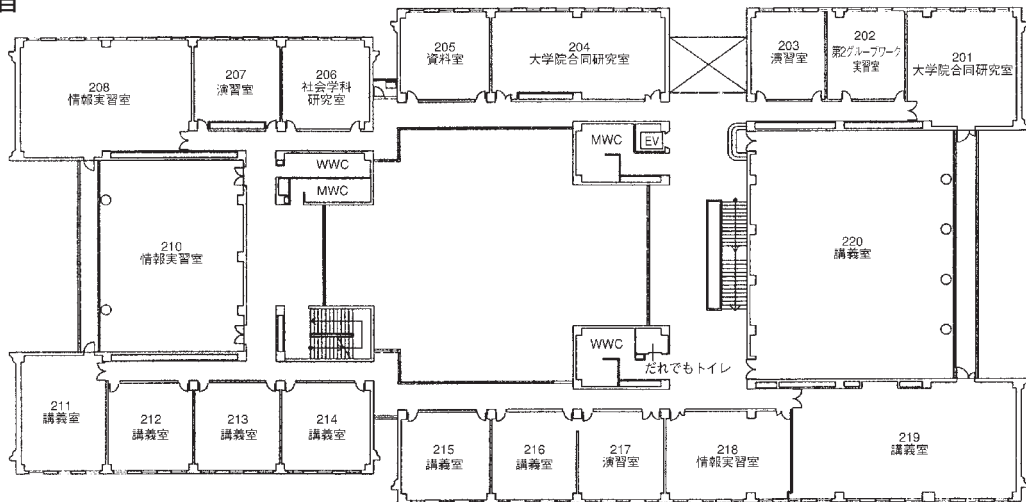 階
205
資料室
204
大学院合同研究室
203
演習室
202
第2グループワーク
実習室
201
大学院合同研究室
208
情報実習室
207
演習室
206
社会学科
研究室
MWC
EV
WWC
MWC
210
情報実習室
220
講義室
WWC
だれでもトイレ
211
講義室
212
講義室
213
講義室
214
講義室
215
講義室
216
講義室
217
演習室
218
情報実習室
219
講義室